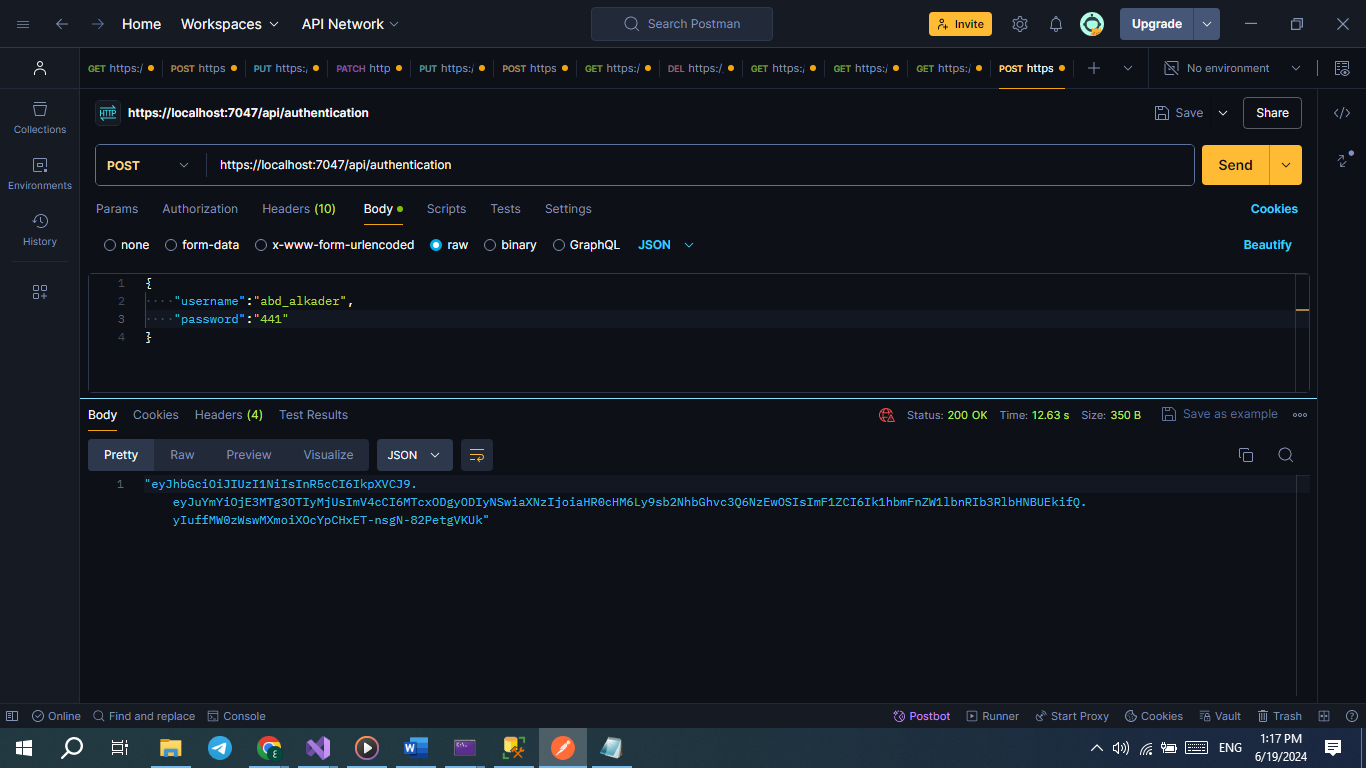 Home Workspaces API Network Search Postman Invite Upgrade
GET https:/ POST https PUT https:/ PATCH http PUT https:/ POST https GET https:/ DEL https:/ GET https:/ GET https:/ GET https:/ POST https No environment
Collections
Environments
History
HTTP https://localhost:7047/api/authentication Save Share
POST https://localhost:7047/api/authentication Send
Params Authorization Headers (10) Body Scripts Tests Settings Cookies
none form-data x-www-form-urlencoded raw binary GraphQL JSON Beautify
1 {
2 "username":"abd_alkader",
3 "password":"441"
4 }
Body Cookies Headers (4) Test Results Status: 200 OK Time: 12.63 s Size: 350 B Save as example
Pretty Raw Preview Visualize JSON
1 "eyJhbGciOiJIUzI1NiIsInR5cCI6IkpXVCJ9.
eyJuYmYiOjE3MTg3OTIyMjUsImV4cCI6MTcxODgyODIyNSwiaXNzIjoiaHR0cHM6Ly9sb2NhbGhvc3Q6NzEwOSIsImF1ZCI6Ik1hbmFnZW1lbnRIb3RlbHNBUEkifQ.
yIuffMW0zWswMXmoiXOcYpCHxET-nsgN-82PetgVKUk"
Online Find and replace Console Postbot Runner Start Proxy Cookies Vault Trash
ENG 1:17 PM
6/19/2024